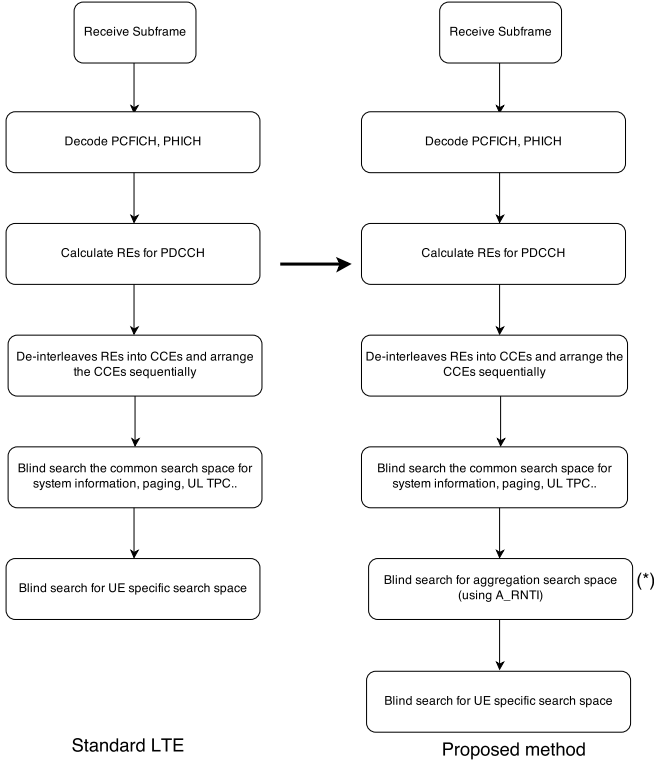 Receive Subframe
Decode PCFICH, PHICH
Calculate REs for PDCCH
De-interleaves REs into CCEs and arrange
the CCEs sequentially
Blind search the common search space for
system information, paging, UL TPC..
Blind search for UE specific search space
Standard LTE
Receive Subframe
Decode PCFICH, PHICH
Calculate REs for PDCCH
De-interleaves REs into CCEs and arrange the
CCEs sequentially
Blind search the common search space for
system information, paging, UL TPC..
Blind search for aggregation search space
(using A_RNTI)
(*)
Blind search for UE specific search space
Proposed method